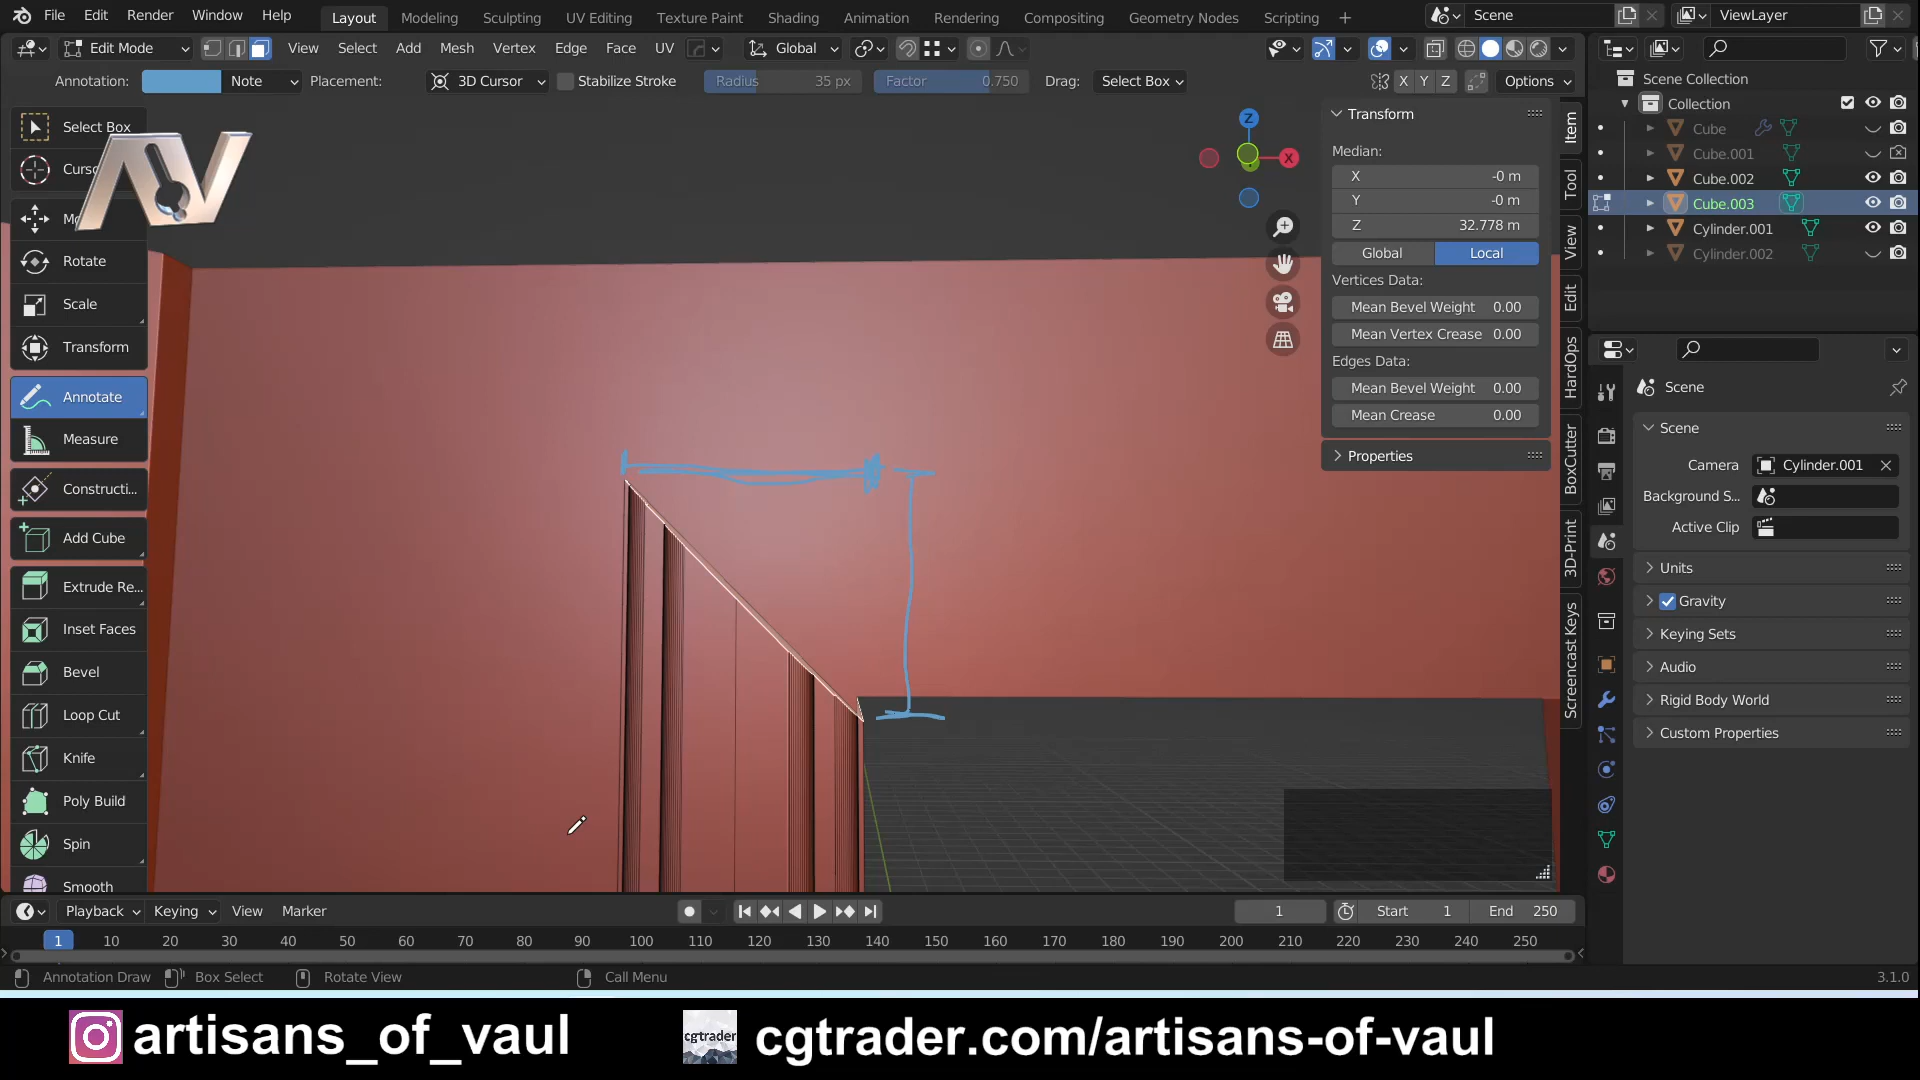 File Edit Render Window Help Layout Modeling Sculpting UV Editing Texture Paint Shading Animation Rendering Compositing Geometry Nodes Scripting + Scene ViewLayer
Edit Mode View Select Add Mesh Vertex Edge Face UV Global
Annotation: Note Placement: 3D Cursor Stabilize Stroke Radius 35 px Factor 0.750 Drag: Select Box X Y Z Options
Select Box
Rotate
Scale
Transform
Annotate
Measure
Constructi...
Add Cube
Extrude Re...
Inset Faces
Bevel
Loop Cut
Knife
Poly Build
Spin
Smooth
AV
Z
X
Transform
Median:
X -0 m
Y -0 m
Z 32.778 m
Global Local
Vertices Data:
Mean Bevel Weight 0.00
Mean Vertex Crease 0.00
Edges Data:
Mean Bevel Weight 0.00
Mean Crease 0.00
Properties
Item
Tool
View
Edit
HardOps
BoxCutter
3D-Print
Screencast Keys
Scene Collection
Collection
Cube
Cube.001
Cube.002
Cube.003
Cylinder.001
Cylinder.002
Scene
Scene
Camera Cylinder.001
Background S...
Active Clip
Units
Gravity
Keying Sets
Audio
Rigid Body World
Custom Properties
Playback Keying View Marker 1 Start 1 End 250
1 10 20 30 40 50 60 70 80 90 100 110 120 130 140 150 160 170 180 190 200 210 220 230 240 250
Annotation Draw Box Select Rotate View Call Menu 3.1.0
artisans_of_vaul cgtrader cgtrader.com/artisans-of-vaul